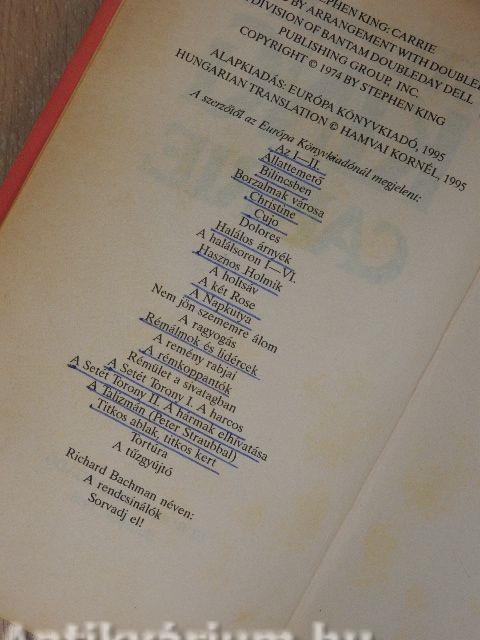 STEPHEN KING: CARRIE
BY ARRANGEMENT WITH DOUBLEDAY
DIVISION OF BANTAM DOUBLEDAY DELL
PUBLISHING GROUP, INC.
COPYRIGHT © 1974 BY STEPHEN KING
ALAPKIADÁS: EURÓPA KÖNYVKIADÓ, 1995
HUNGARIAN TRANSLATION © HAMVAI KORNÉL, 1995
A szerzőtől az Európa Könyvkiadónál megjelent:
Az I—II.
Állattemető
Bilincsben
Borzalmak városa
Christine
Cujo
Dolores
Halálos árnyék
A halálsoron I—VI.
Hasznos Holmik
A holtsáv
A két Rose
A Napkutya
Nem jön szememre álom
A ragyogás
Rémálmok és lidércek
A remény rabjai
A rémkoppantók
Rémület a sivatagban
A Setét Torony I. A harcos
A Setét Torony II. A hármak elhívatása
A Talizmán (Peter Straubbal)
Titkos ablak, titkos kert
Tortúra
A tűzgyújtó
Richard Bachman néven:
A rendcsinálók
Sorvadj el!
Antikvárium.hu